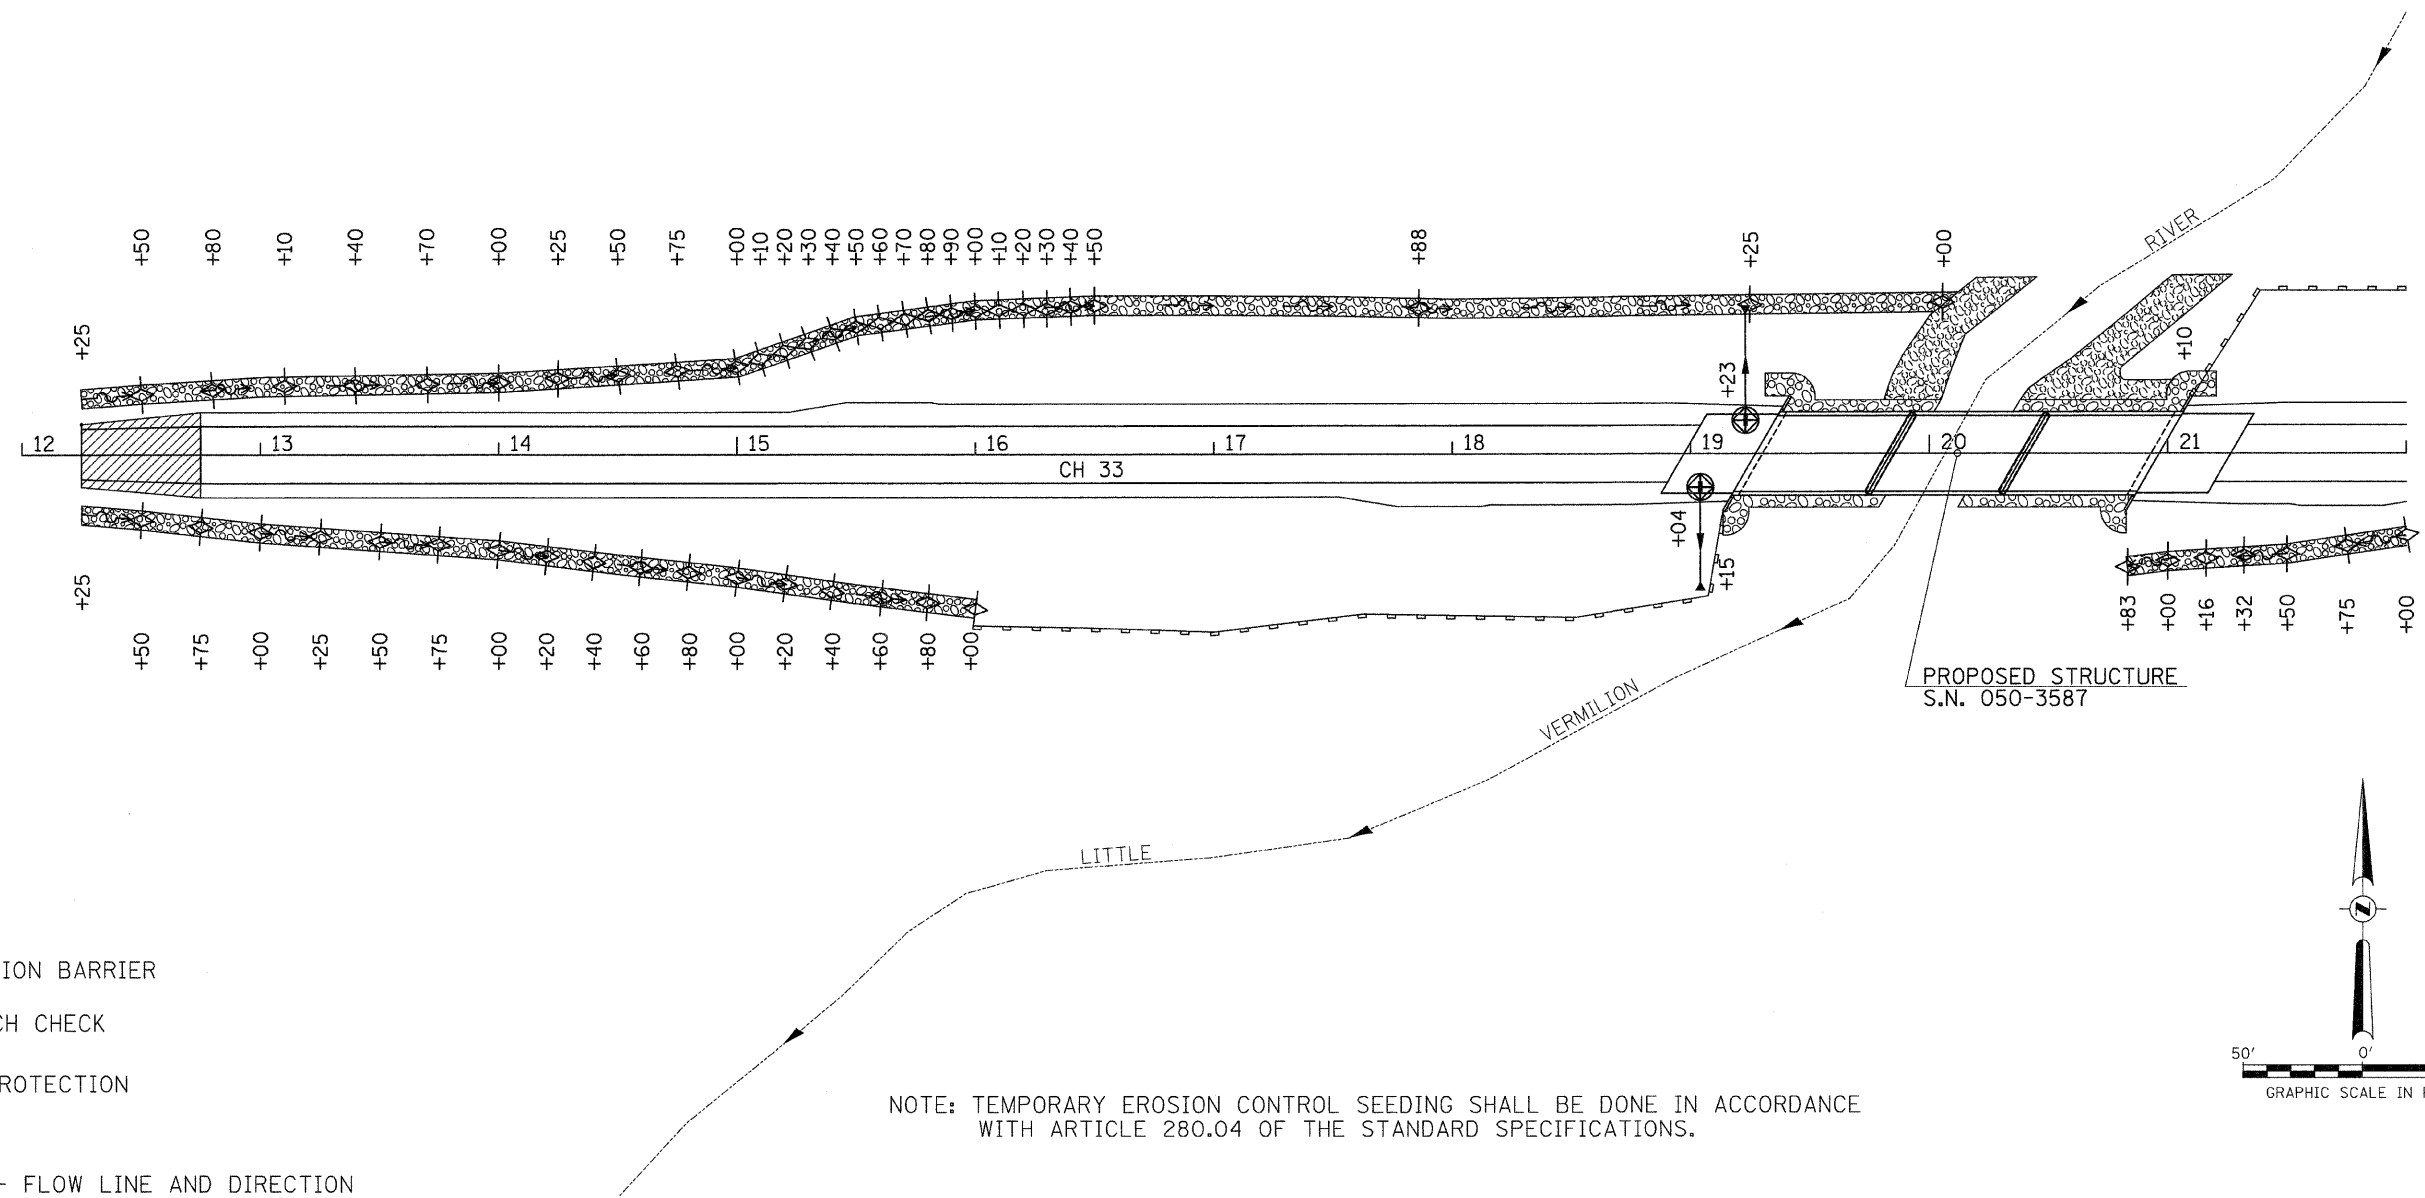 RIVER
+50 +80 +10 +40 +70 +00 +25 +50 +75 +00 +10 +20 +30 +40 +50 +60 +70 +80 +90 +00 +10 +20 +30 +40 +50 +88 +25 +00
+25
+10
+23
12 13 14 15 16 17 18 19 20 21
CH 33
+04
+15
+25
+50 +75 +00 +25 +50 +75 +00 +20 +40 +60 +80 +00 +20 +40 +60 +80 +00
+83 +00 +16 +32 +50 +75 +00
PROPOSED STRUCTURE
S.N. 050-3587
VERMILION
LITTLE
Z
ION BARRIER
CH CHECK
ROTECTION
FLOW LINE AND DIRECTION
NOTE: TEMPORARY EROSION CONTROL SEEDING SHALL BE DONE IN ACCORDANCE
WITH ARTICLE 280.04 OF THE STANDARD SPECIFICATIONS.
50' 0'
GRAPHIC SCALE IN